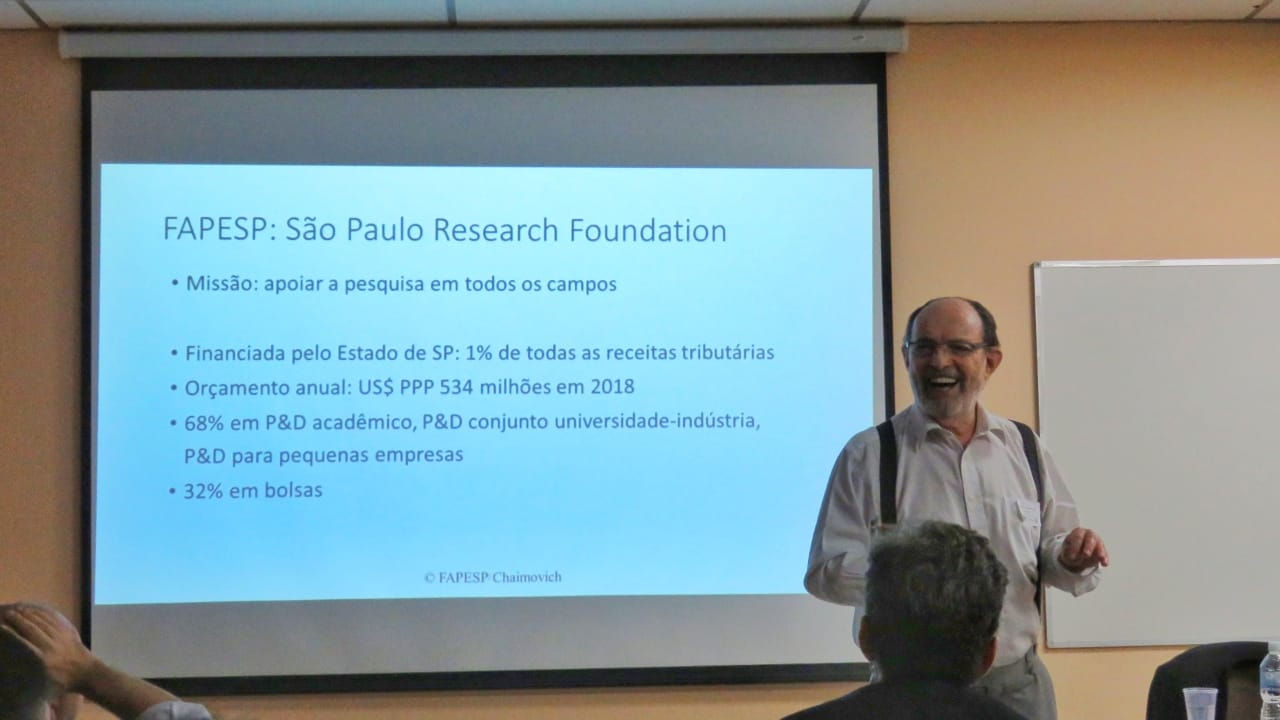 FAPESP: São Paulo Research Foundation
• Missão: apoiar a pesquisa em todos os campos
• Financiada pelo Estado de SP: 1% de todas as receitas tributárias
• Orçamento anual: US$ PPP 534 milhões em 2018
• 68% em P&D acadêmico, P&D conjunto universidade-indústria,
P&D para pequenas empresas
• 32% em bolsas
© FAPESP Chaimovich